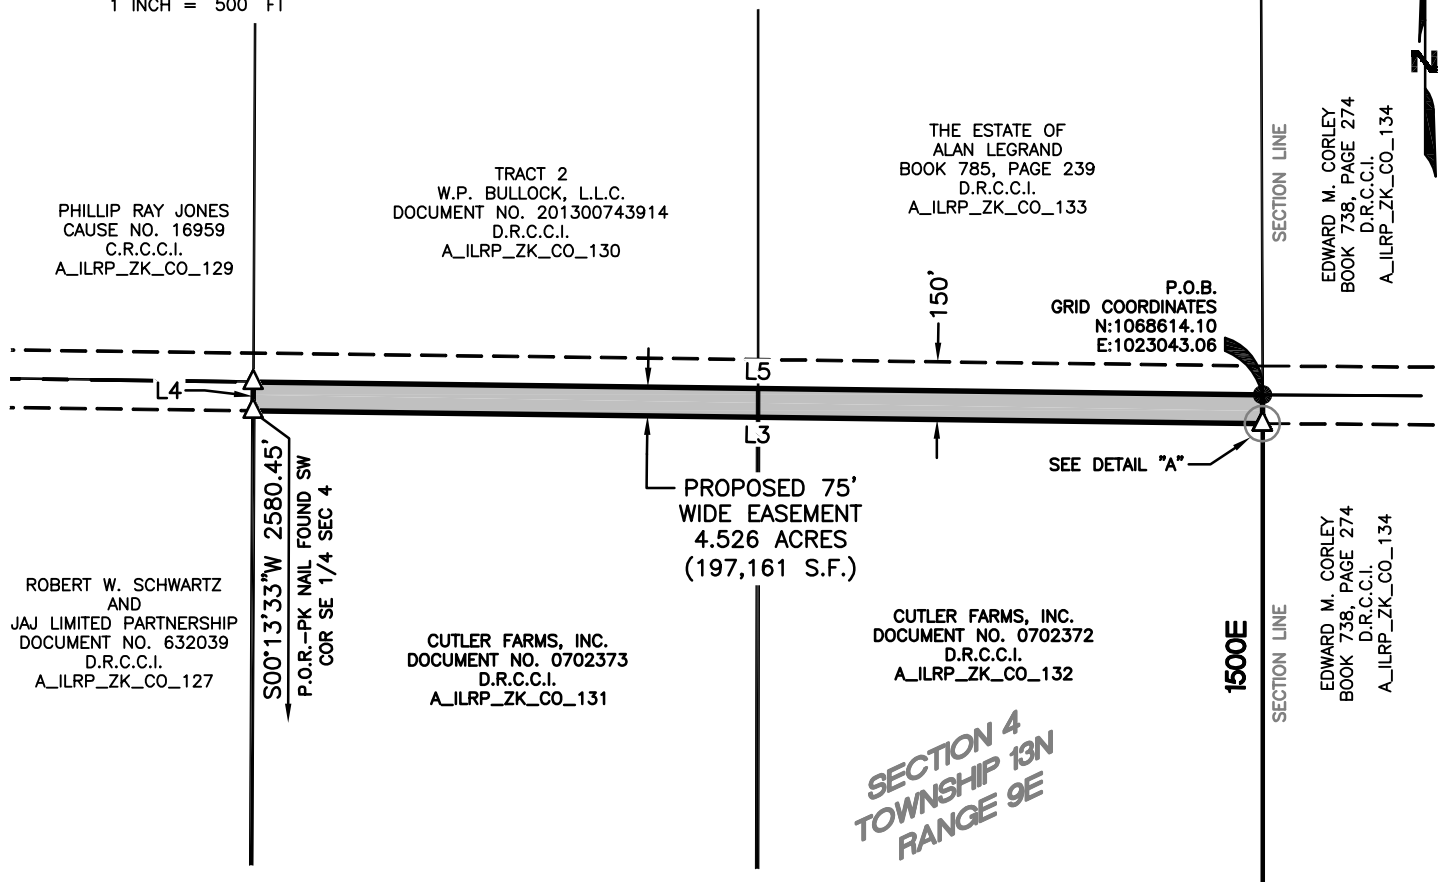 1 INCH = 500 FT
N
PHILLIP RAY JONES
CAUSE NO. 16959
C.R.C.C.I.
A_ILRP_ZK_CO_129
TRACT 2
W.P. BULLOCK, L.L.C.
DOCUMENT NO. 201300743914
D.R.C.C.I.
A_ILRP_ZK_CO_130
THE ESTATE OF
ALAN LEGRAND
BOOK 785, PAGE 239
D.R.C.C.I.
A_ILRP_ZK_CO_133
SECTION LINE
EDWARD M. CORLEY
BOOK 738, PAGE 274
D.R.C.C.I.
A_ILRP_ZK_CO_134
150'
P.O.B.
GRID COORDINATES
N:1068614.10
E:1023043.06
L5
L4
L3
SEE DETAIL "A"
S00°13'33"W 2580.45'
P.O.R.-PK NAIL FOUND SW
COR SE 1/4 SEC 4
PROPOSED 75'
WIDE EASEMENT
4.526 ACRES
(197,161 S.F.)
ROBERT W. SCHWARTZ
AND
JAJ LIMITED PARTNERSHIP
DOCUMENT NO. 632039
D.R.C.C.I.
A_ILRP_ZK_CO_127
CUTLER FARMS, INC.
DOCUMENT NO. 0702373
D.R.C.C.I.
A_ILRP_ZK_CO_131
CUTLER FARMS, INC.
DOCUMENT NO. 0702372
D.R.C.C.I.
A_ILRP_ZK_CO_132
1500E
SECTION LINE
EDWARD M. CORLEY
BOOK 738, PAGE 274
D.R.C.C.I.
A_ILRP_ZK_CO_134
SECTION 4
TOWNSHIP 13N
RANGE 9E